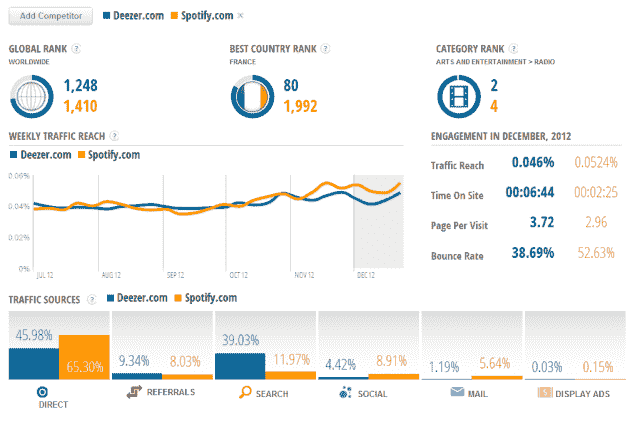 Add Competitor Deezer.com Spotify.com ×
GLOBAL RANK ? BEST COUNTRY RANK ? CATEGORY RANK ?
WORLDWIDE FRANCE ARTS AND ENTERTAINMENT > RADIO
1,248 80 2
1,410 1,992 4
WEEKLY TRAFFIC REACH ? ENGAGEMENT IN DECEMBER, 2012
Deezer.com Spotify.com
Traffic Reach 0.046% 0.0524%
Time On Site 00:06:44 00:02:25
Page Per Visit 3.72 2.96
Bounce Rate 38.69% 52.63%
0.06%
0.04%
0.02%
0%
JUL 12 AUG 12 SEP 12 OCT 12 NOV 12 DEC 12
TRAFFIC SOURCES ? Deezer.com Spotify.com
45.98% 65.30% 9.34% 8.03% 39.03% 11.97% 4.42% 8.91% 1.19% 5.64% 0.03% 0.15%
DIRECT REFERRALS SEARCH SOCIAL MAIL DISPLAY ADS